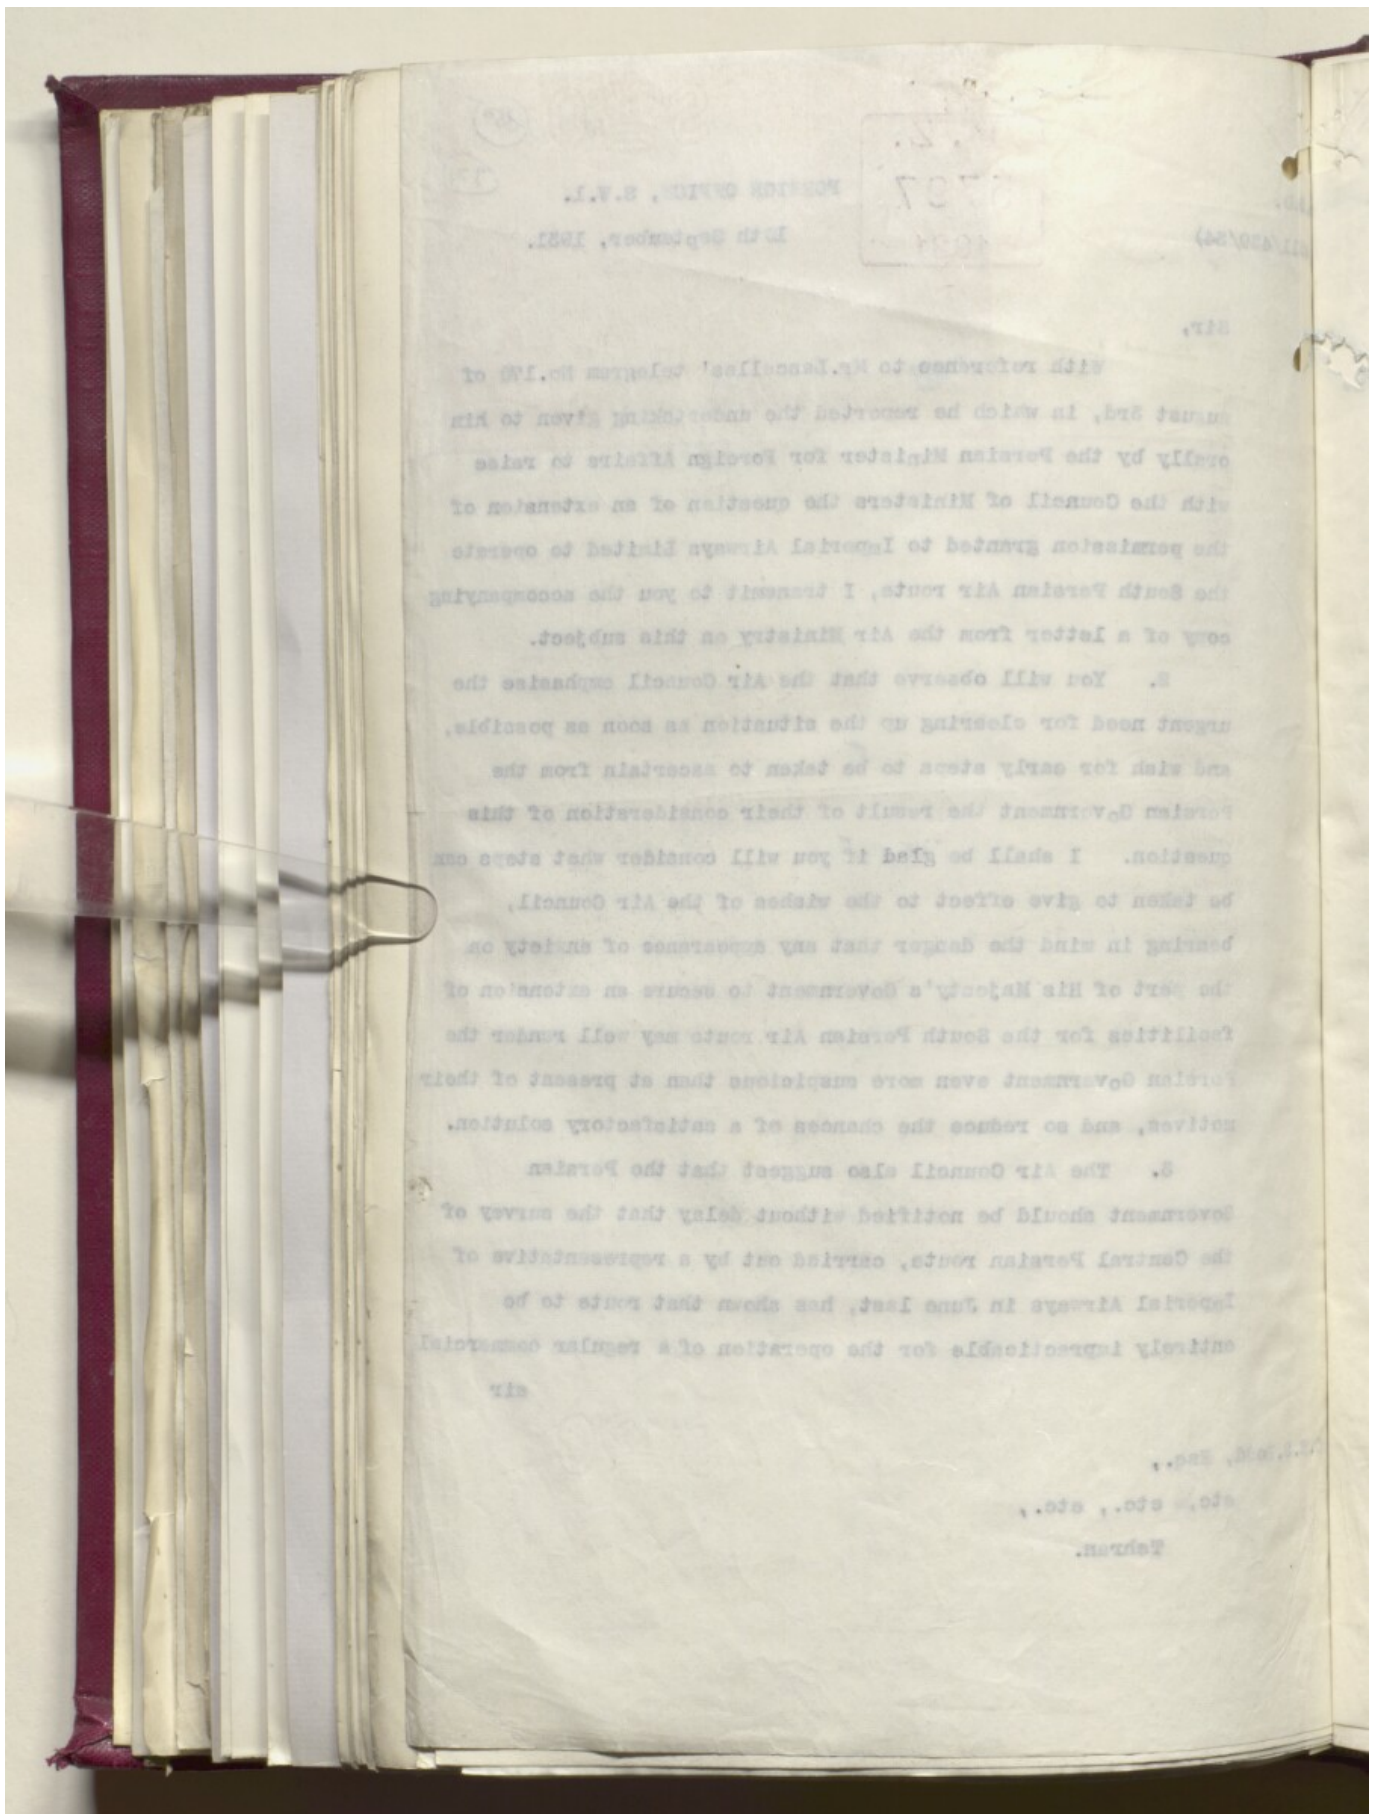 FOREIGN OFFICE, S.W.1.
September, 1931.
5797
1931
Sir,
With reference to Mr. Lascelles' telegram No.170 of
August 3rd, in which he reported the undertaking given to him
orally by the Persian Minister for Foreign Affairs to raise
with the Council of Ministers the question of an extension of
the permission granted to Imperial Airways Limited to operate
the South Persian Air route, I transmit to you the accompanying
copy of a letter from the Air Ministry on this subject.
2. You will observe that the Air Council emphasise the
urgent need for clearing up the situation as soon as possible,
and wish for early steps to be taken to ascertain from the
Persian Government the result of their consideration of this
question. I shall be glad if you will consider what steps can
be taken to give effect to the wishes of the Air Council,
bearing in mind the danger that any appearance of anxiety on
the part of His Majesty's Government to secure an extension of
facilities for the South Persian Air route may well render the
Persian Government even more suspicious than at present of their
motives, and so reduce the chances of a satisfactory solution.
3. The Air Council also suggest that the Persian
Government should be notified without delay that the survey of
the Central Persian route, carried out by a representative of
Imperial Airways in June last, has shown that route to be
entirely impracticable for the operation of a regular commercial
air
Esq.,
etc., etc., etc.,
Tehran.